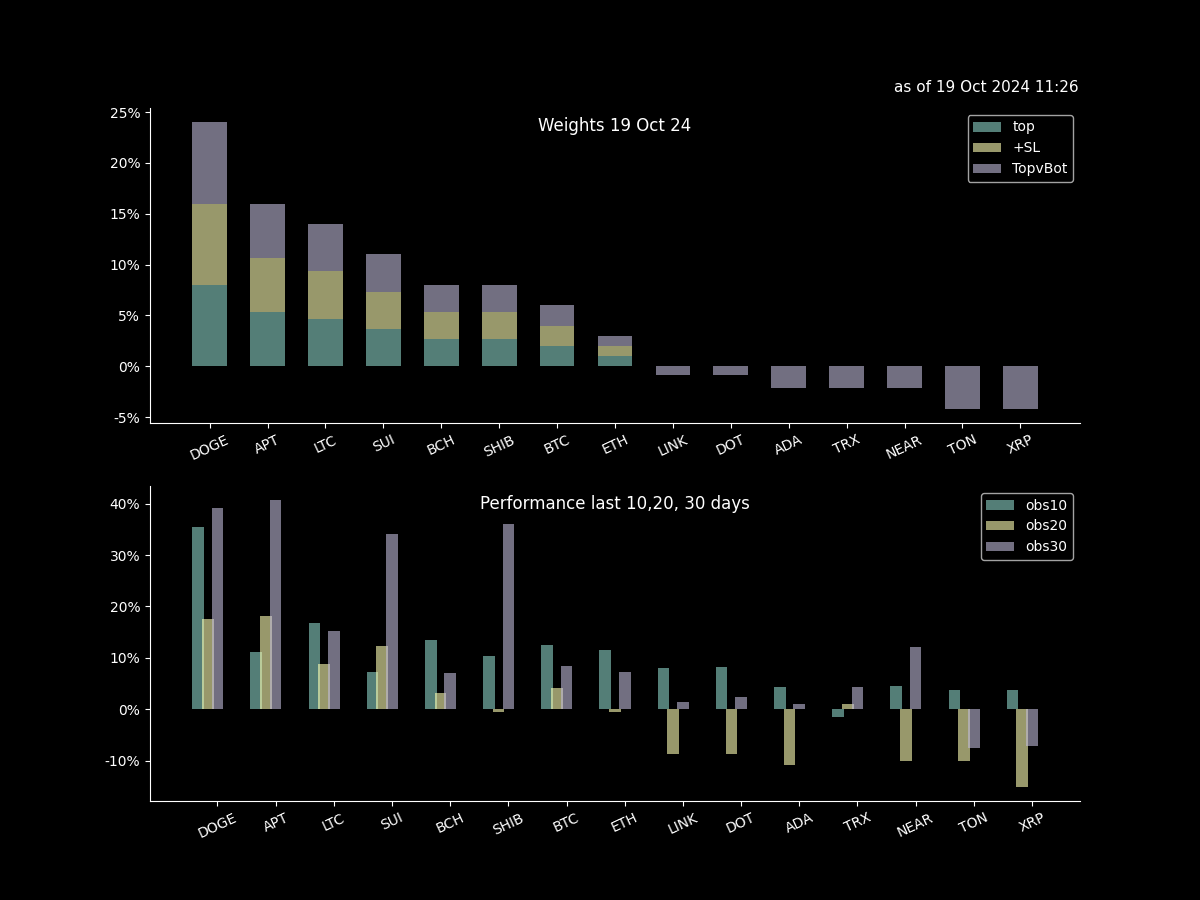 as of 19 Oct 2024 11:26
Weights 19 Oct 24
top
+SL
TopvBot
25%
20%
15%
10%
5%
0%
-5%
DOGE APT LTC SUI BCH SHIB BTC ETH LINK DOT ADA TRX NEAR TON XRP
Performance last 10,20, 30 days
obs10
obs20
obs30
40%
30%
20%
10%
0%
-10%
DOGE APT LTC SUI BCH SHIB BTC ETH LINK DOT ADA TRX NEAR TON XRP